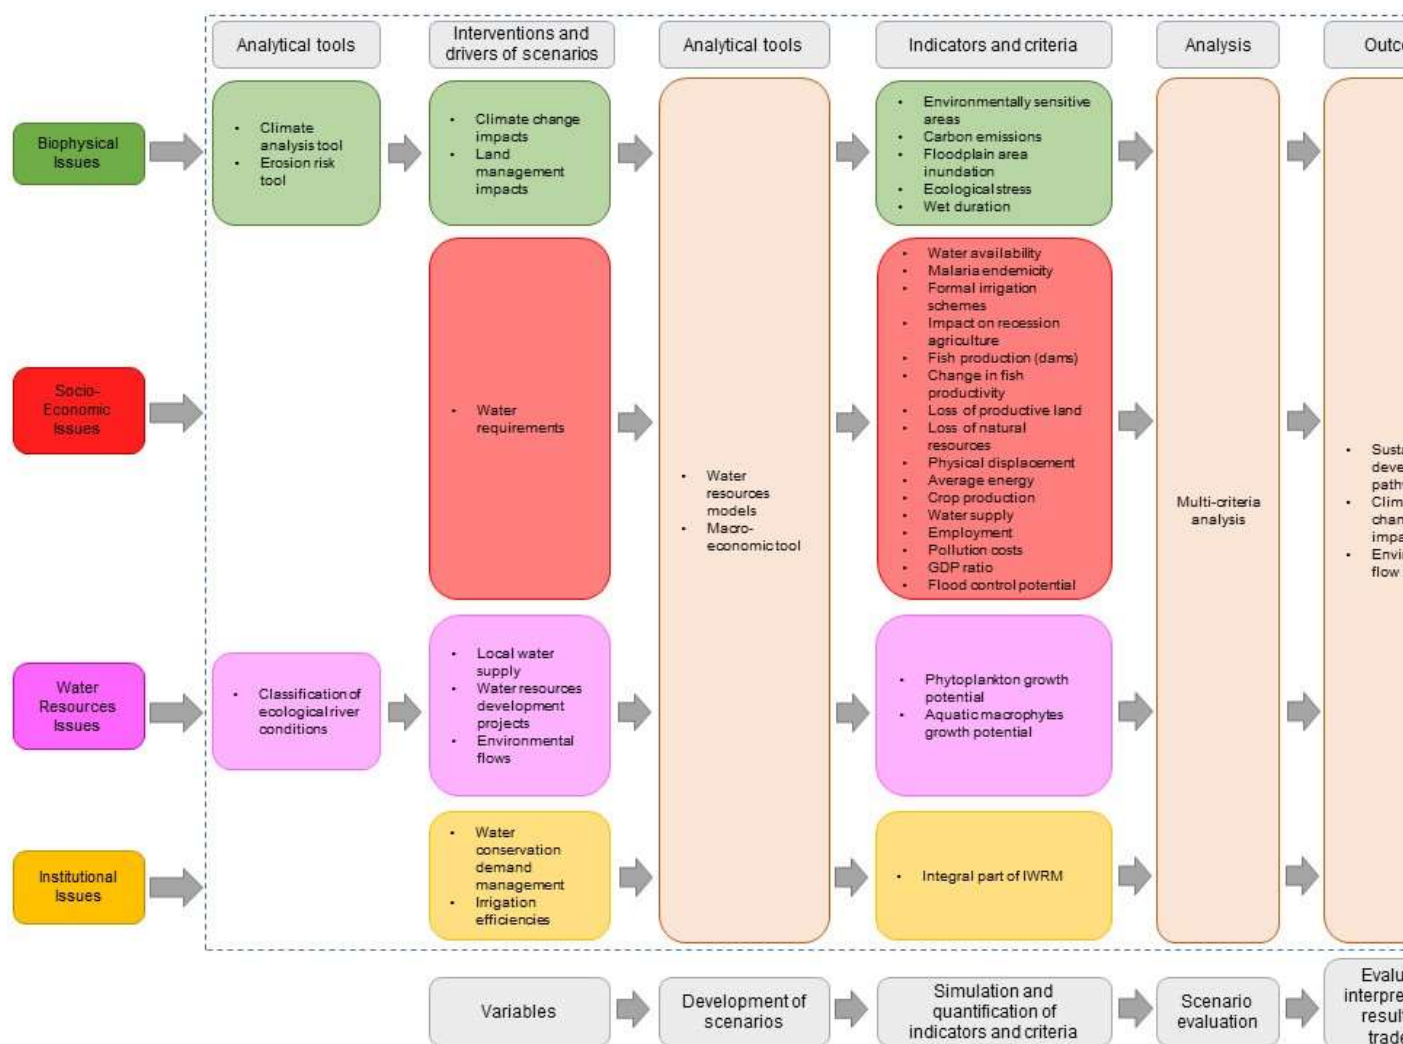 Analytical tools
Interventions and
drivers of scenarios
Analytical tools
Indicators and criteria
Analysis
Biophysical
Issues
• Climate
analysis tool
• Erosion risk
tool
• Climate change
impacts
• Land
management
impacts
• Environmentally sensitive
areas
• Carbon emissions
• Floodplain area
inundation
• Ecological stress
• Wet duration
Socio-
Economic
Issues
• Water
requirements
• Water
resources
models
• Macro-
economic tool
• Water availability
• Malaria endemicity
• Formal irrigation
schemes
• Impact on recession
agriculture
• Fish production (dams)
• Change in fish
productivity
• Loss of productive land
• Loss of natural
resources
• Physical displacement
• Average energy
• Crop production
• Water supply
• Employment
• Pollution costs
• GDP ratio
• Flood control potential
Multi-criteria
analysis
flow
Water
Resources
Issues
• Classification of
ecological river
conditions
• Local water
supply
• Water resources
development
projects
• Environmental
flows
• Phytoplankton growth
potential
• Aquatic macrophytes
growth potential
Institutional
Issues
• Water
conservation
demand
management
• Irrigation
efficiencies
• Integral part of IWRM
Variables
Development of
scenarios
Simulation and
quantification of
indicators and criteria
Scenario
evaluation